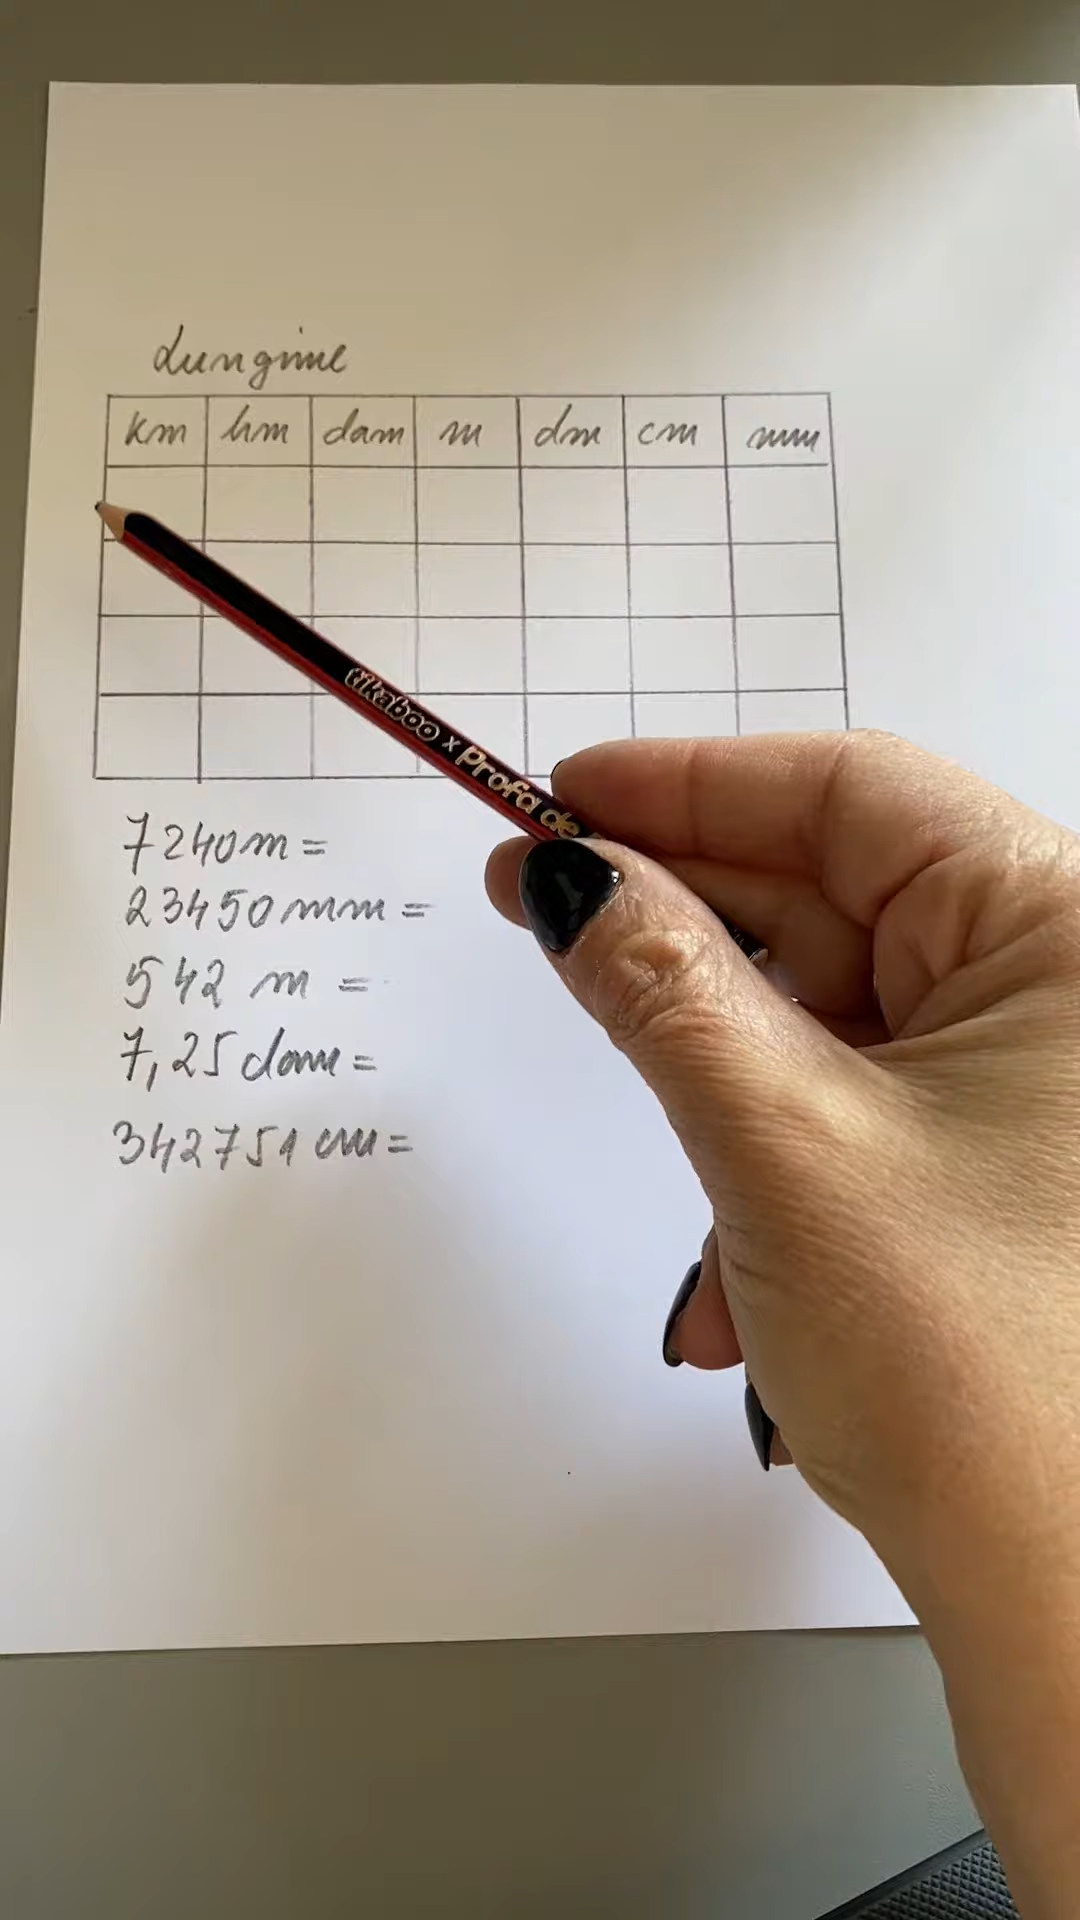 Lungime
km hm dam m dm cm mm
tikaboo x Profa de
7240m =
23450mm =
542 m =
7,25 dam =
342751 cm =